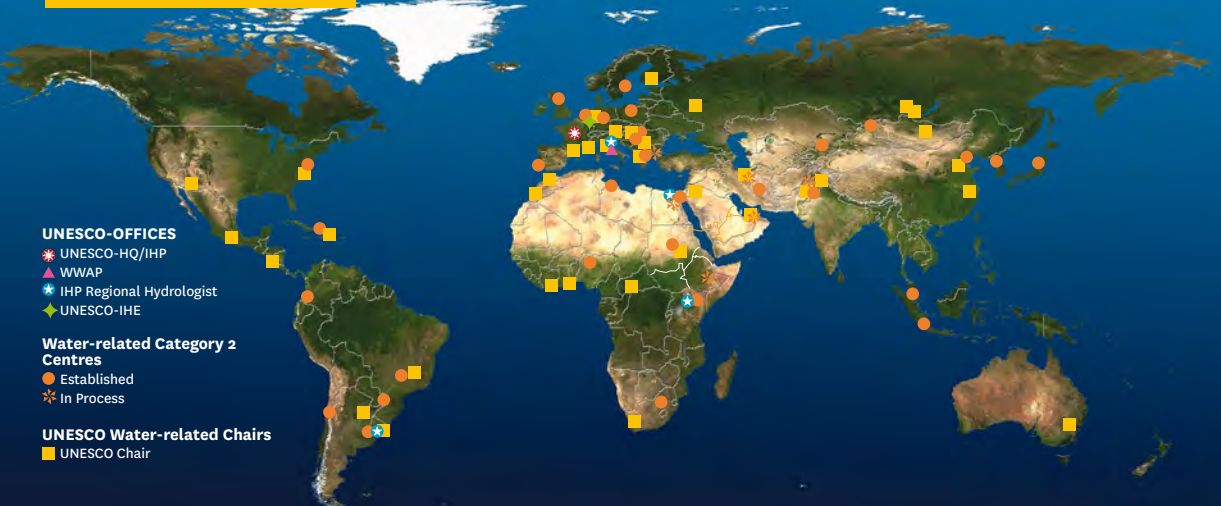 UNESCO-OFFICES
UNESCO-HQ/IHP
WWAP
IHP Regional Hydrologist
UNESCO-IHE
Water-related Category 2
Centres
Established
In Process
UNESCO Water-related Chairs
UNESCO Chair